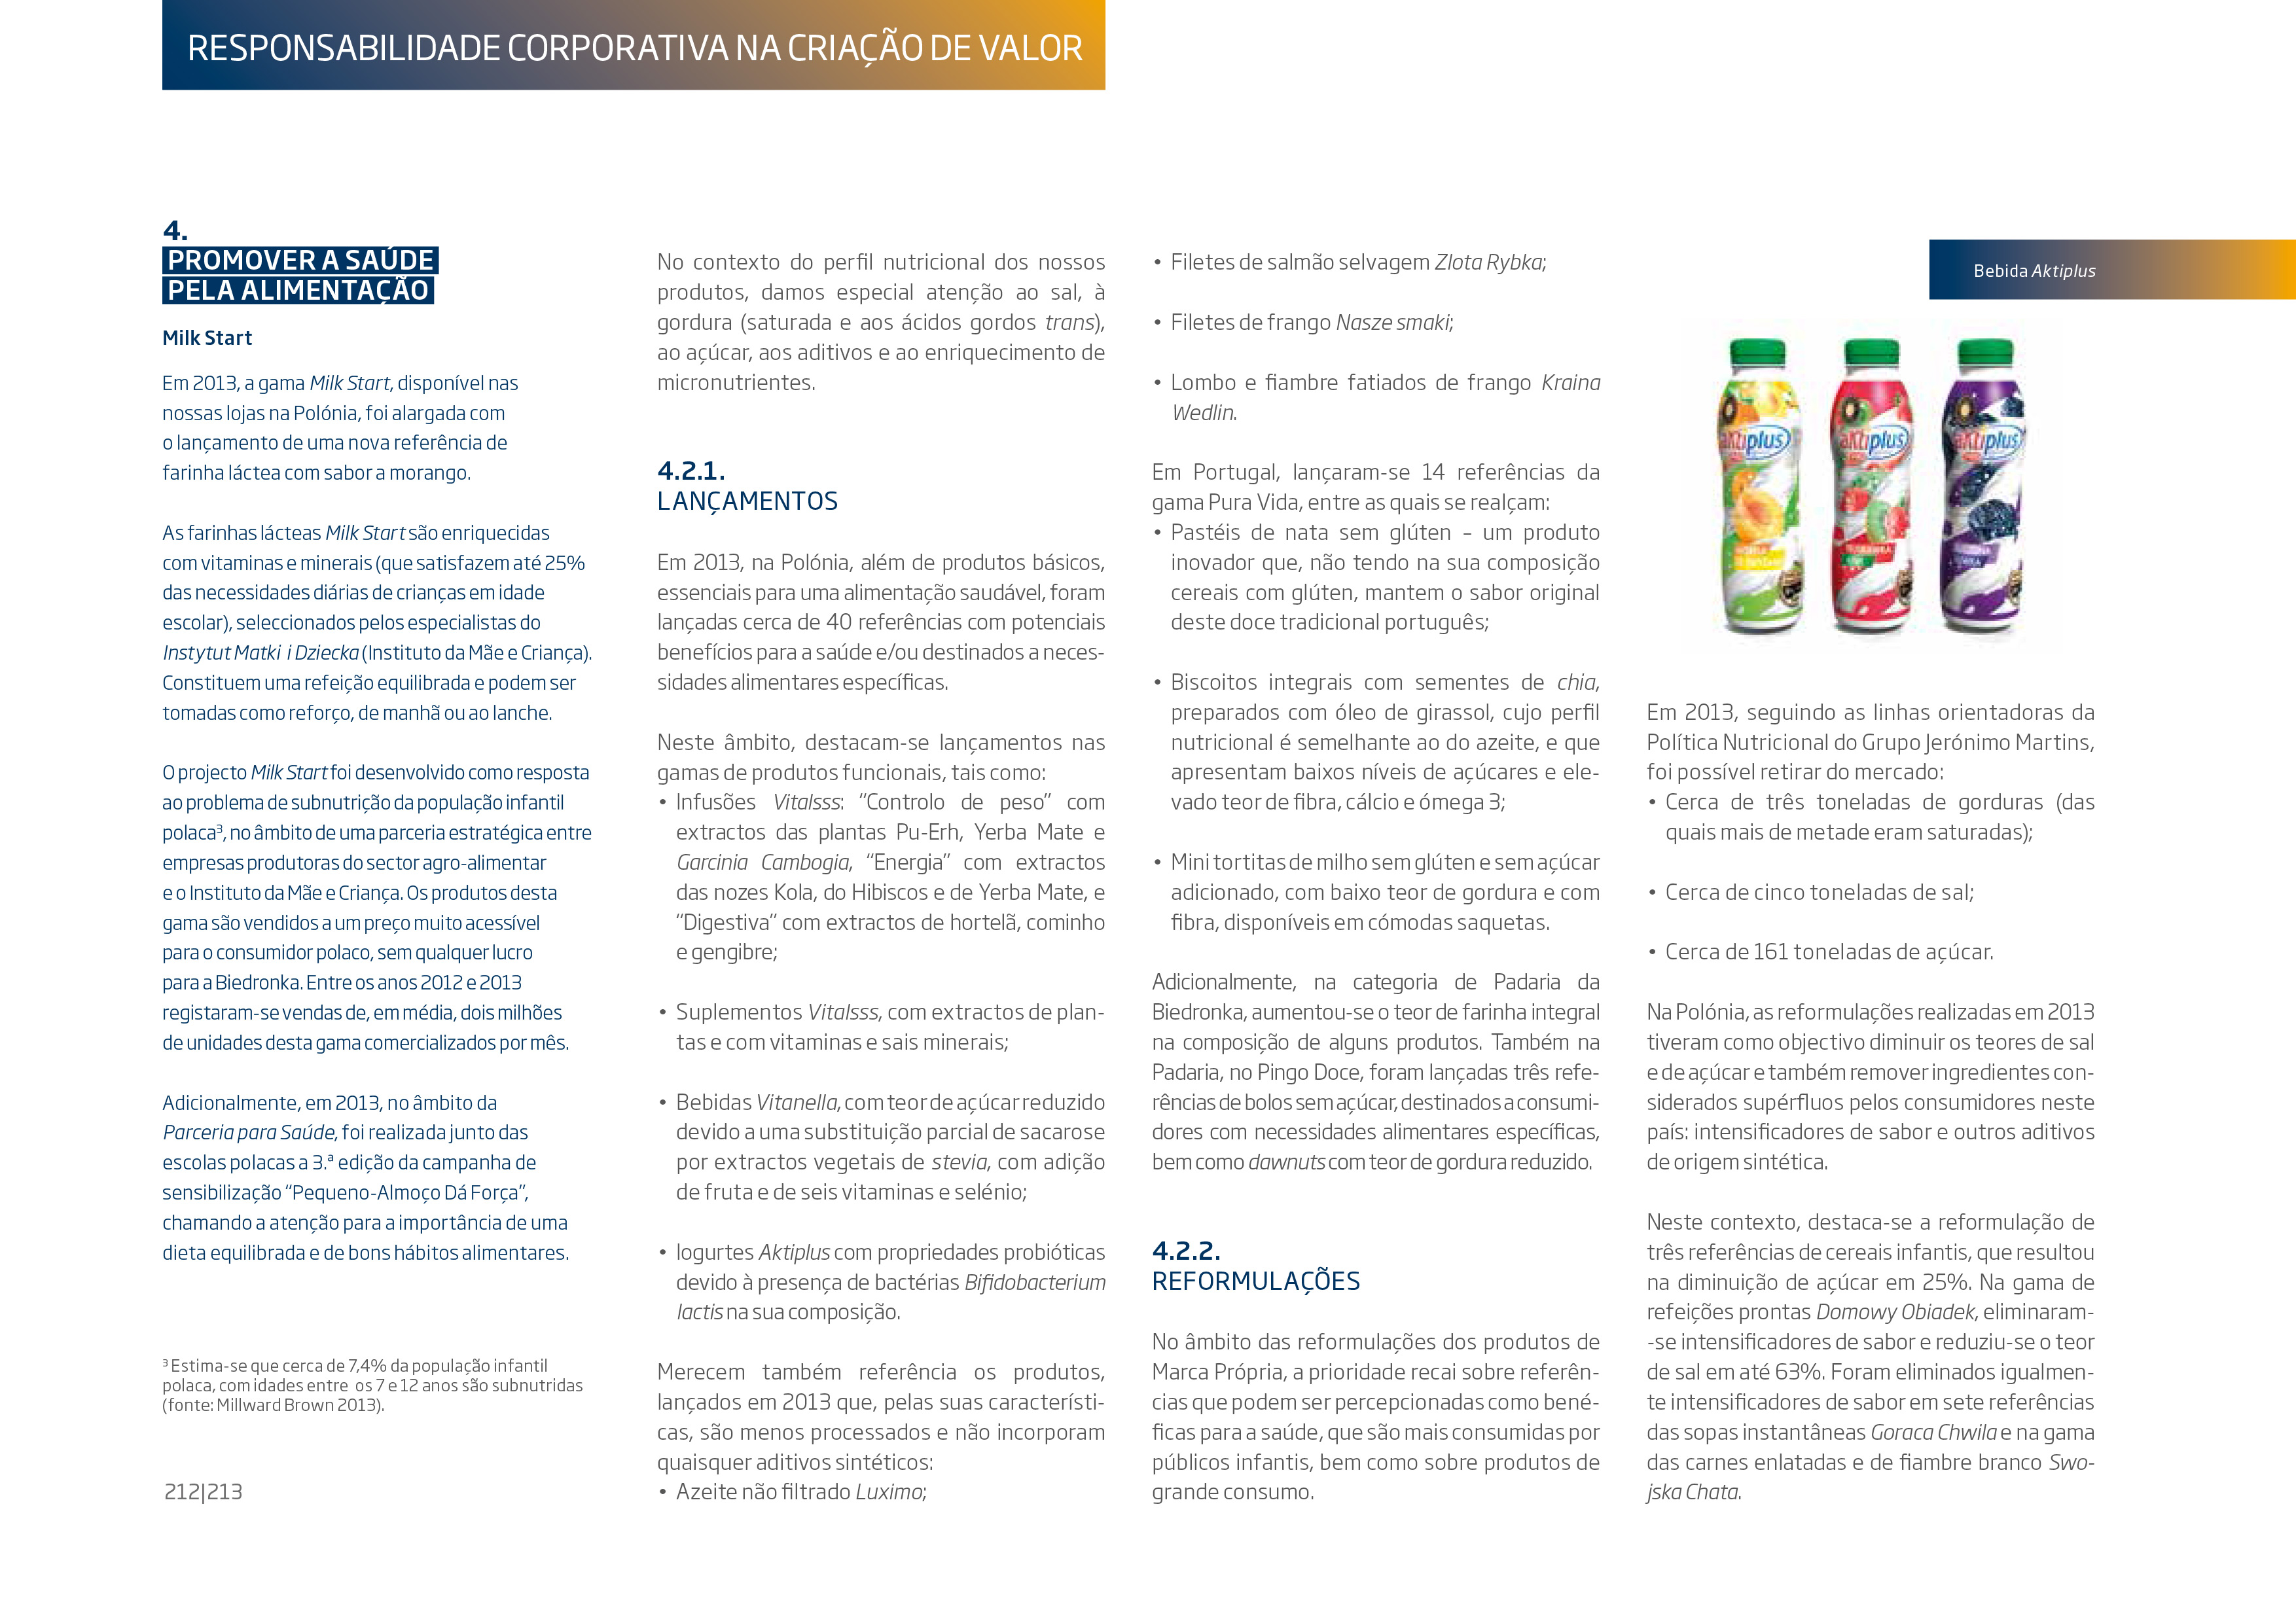 RESPONSABILIDADE CORPORATIVA NA CRIAÇÃO DE VALOR
4.
PROMOVER A SAÚDE
PELA ALIMENTAÇÃO
Milk Start
Em 2013, a gama Milk Start, disponível nas
nossas lojas na Polónia, foi alargada com
o lançamento de uma nova referência de
farinha láctea com sabor a morango.
As farinhas lácteas Milk Start são enriquecidas
com vitaminas e minerais (que satisfazem até 25%
das necessidades diárias de crianças em idade
escolar), seleccionados pelos especialistas do
Instytut Matki i Dziecka (Instituto da Mãe e Criança).
Constituem uma refeição equilibrada e podem ser
tomadas como reforço, de manhã ou ao lanche.
O projecto Milk Start foi desenvolvido como resposta
ao problema de subnutrição da população infantil
polaca³, no âmbito de uma parceria estratégica entre
empresas produtoras do sector agro-alimentar
e o Instituto da Mãe e Criança. Os produtos desta
gama são vendidos a um preço muito acessível
para o consumidor polaco, sem qualquer lucro
para a Biedronka. Entre os anos 2012 e 2013
registaram-se vendas de, em média, dois milhões
de unidades desta gama comercializados por mês.
Adicionalmente, em 2013, no âmbito da
Parceria para Saúde, foi realizada junto das
escolas polacas a 3.ª edição da campanha de
sensibilização “Pequeno-Almoço Dá Força”,
chamando a atenção para a importância de uma
dieta equilibrada e de bons hábitos alimentares.
³ Estima-se que cerca de 7,4% da população infantil
polaca, com idades entre os 7 e 12 anos são subnutridas
(fonte: Millward Brown 2013).
212|213
No contexto do perfil nutricional dos nossos
produtos, damos especial atenção ao sal, à
gordura (saturada e aos ácidos gordos trans),
ao açúcar, aos aditivos e ao enriquecimento de
micronutrientes.
4.2.1.
LANÇAMENTOS
Em 2013, na Polónia, além de produtos básicos,
essenciais para uma alimentação saudável, foram
lançadas cerca de 40 referências com potenciais
benefícios para a saúde e/ou destinados a neces-
sidades alimentares específicas.
Neste âmbito, destacam-se lançamentos nas
gamas de produtos funcionais, tais como:
• Infusões Vitalsss: “Controlo de peso” com
extractos das plantas Pu-Erh, Yerba Mate e
Garcinia Cambogia, “Energia” com extractos
das nozes Kola, do Hibiscos e de Yerba Mate, e
“Digestiva” com extractos de hortelã, cominho
e gengibre;
• Suplementos Vitalsss, com extractos de plan-
tas e com vitaminas e sais minerais;
• Bebidas Vitanella, com teor de açúcar reduzido
devido a uma substituição parcial de sacarose
por extractos vegetais de stevia, com adição
de fruta e de seis vitaminas e selénio;
• Iogurtes Aktiplus com propriedades probióticas
devido à presença de bactérias Bifidobacterium
lactis na sua composição.
Merecem também referência os produtos,
lançados em 2013 que, pelas suas característi-
cas, são menos processados e não incorporam
quaisquer aditivos sintéticos:
• Azeite não filtrado Luximo;
• Filetes de salmão selvagem Zlota Rybka;
• Filetes de frango Nasze smaki;
• Lombo e fiambre fatiados de frango Kraina
Wedlin.
Em Portugal, lançaram-se 14 referências da
gama Pura Vida, entre as quais se realçam:
• Pastéis de nata sem glúten – um produto
inovador que, não tendo na sua composição
cereais com glúten, mantem o sabor original
deste doce tradicional português;
• Biscoitos integrais com sementes de chia,
preparados com óleo de girassol, cujo perfil
nutricional é semelhante ao do azeite, e que
apresentam baixos níveis de açúcares e ele-
vado teor de fibra, cálcio e ómega 3;
• Mini tortitas de milho sem glúten e sem açúcar
adicionado, com baixo teor de gordura e com
fibra, disponíveis em cómodas saquetas.
Adicionalmente, na categoria de Padaria da
Biedronka, aumentou-se o teor de farinha integral
na composição de alguns produtos. Também na
Padaria, no Pingo Doce, foram lançadas três refe-
rências de bolos sem açúcar, destinados a consumi-
dores com necessidades alimentares específicas,
bem como dawnuts com teor de gordura reduzido.
4.2.2.
REFORMULAÇÕES
No âmbito das reformulações dos produtos de
Marca Própria, a prioridade recai sobre referên-
cias que podem ser percepcionadas como bené-
ficas para a saúde, que são mais consumidas por
públicos infantis, bem como sobre produtos de
grande consumo.
Bebida Aktiplus
aktiplus
aktiplus
aktiplus
Em 2013, seguindo as linhas orientadoras da
Política Nutricional do Grupo Jerónimo Martins,
foi possível retirar do mercado:
• Cerca de três toneladas de gorduras (das
quais mais de metade eram saturadas);
• Cerca de cinco toneladas de sal;
• Cerca de 161 toneladas de açúcar.
Na Polónia, as reformulações realizadas em 2013
tiveram como objectivo diminuir os teores de sal
e de açúcar e também remover ingredientes con-
siderados supérfluos pelos consumidores neste
país: intensificadores de sabor e outros aditivos
de origem sintética.
Neste contexto, destaca-se a reformulação de
três referências de cereais infantis, que resultou
na diminuição de açúcar em 25%. Na gama de
refeições prontas Domowy Obiadek, eliminaram-
-se intensificadores de sabor e reduziu-se o teor
de sal em até 63%. Foram eliminados igualmen-
te intensificadores de sabor em sete referências
das sopas instantâneas Goraca Chwila e na gama
das carnes enlatadas e de fiambre branco Swo-
jska Chata.